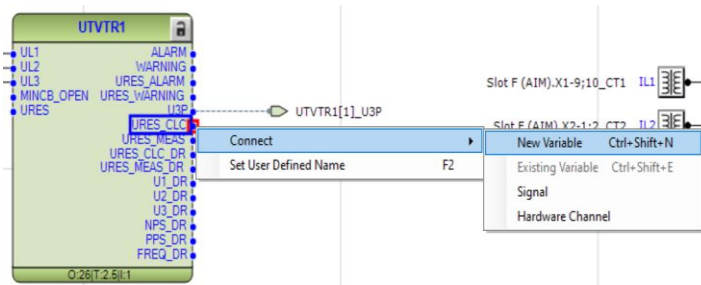 UTVTR1
UL1
UL2
UL3
MINCB_OPEN
URES
ALARM
WARNING
URES_ALARM
URES_WARNING
U3P
URES_CLC
URES_MEAS
URES_CLC_DR
URES_MEAS_DR
U1_DR
U2_DR
U3_DR
NPS_DR
PPS_DR
FREQ_DR
O:26|T:2.5|I:1
UTVTR1[1]_U3P
Slot F (AIM).X1-9;10_CT1 IL1
Slot F (AIM).X2-1;2_CT2 IL2
Connect
Set User Defined Name F2
New Variable Ctrl+Shift+N
Existing Variable Ctrl+Shift+E
Signal
Hardware Channel